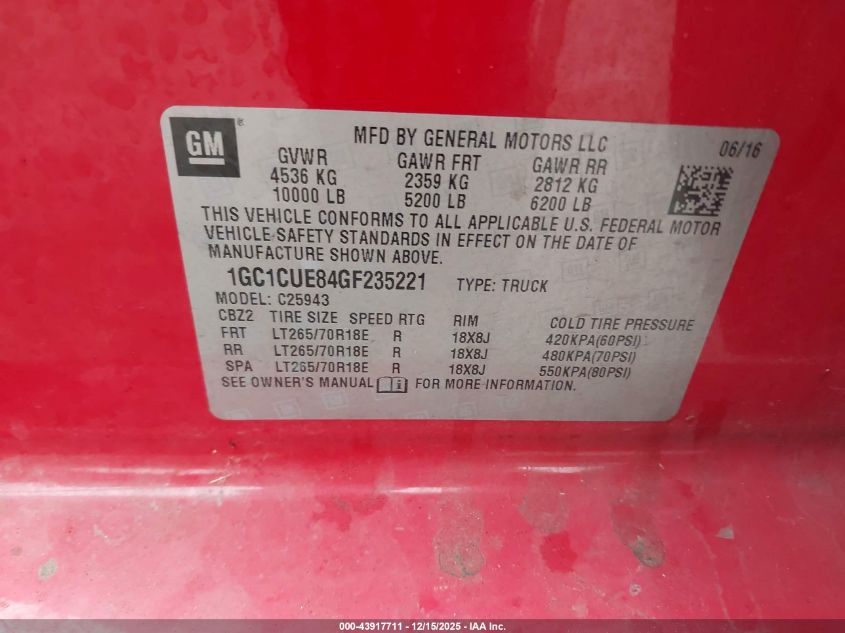 GM®
MFD BY GENERAL MOTORS LLC 06/16
GVWR GAWR FRT GAWR RR
4536 KG 2359 KG 2812 KG
10000 LB 5200 LB 6200 LB
THIS VEHICLE CONFORMS TO ALL APPLICABLE U.S. FEDERAL MOTOR
VEHICLE SAFETY STANDARDS IN EFFECT ON THE DATE OF
MANUFACTURE SHOWN ABOVE.
1GC1CUE84GF235221 TYPE: TRUCK
MODEL: C25943
CBZ2 TIRE SIZE SPEED RTG RIM COLD TIRE PRESSURE
FRT LT265/70R18E R 18X8J 420KPA(60PSI)
RR LT265/70R18E R 18X8J 480KPA(70PSI)
SPA LT265/70R18E R 18X8J 550KPA(80PSI)
SEE OWNER'S MANUAL FOR MORE INFORMATION.
000-43917711 - 12/15/2025 - IAA Inc.